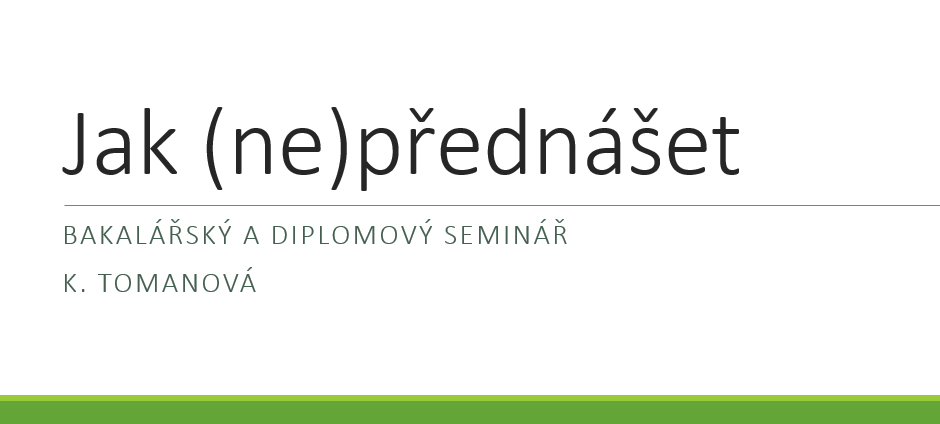 Jak (ne)přednášet
BAKALÁŘSKÝ A DIPLOMOVÝ SEMINÁŘ
K. TOMANOVÁ